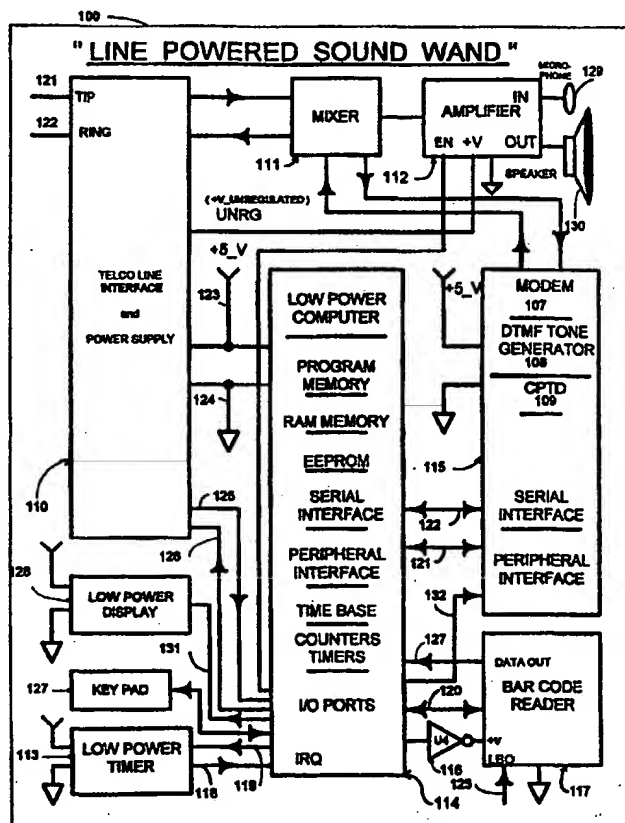 100
"LINE POWERED SOUND WAND"
121
TIP
122
RING
TELCO LINE
INTERFACE
and
POWER SUPPLY
110
MIXER
111
AMPLIFIER
IN
EN +V OUT
112
MICRO-
PHONE
129
SPEAKER
130
(+V_UNREGULATED)
UNRG
+5_V
123
124
LOW POWER
COMPUTER
PROGRAM
MEMORY
RAM MEMORY
EEPROM
SERIAL
INTERFACE
PERIPHERAL
INTERFACE
TIME BASE
COUNTERS
TIMERS
I/O PORTS
IRQ
114
+5_V
MODEM
107
DTMF TONE
GENERATOR
108
CPTD
109
115
SERIAL
INTERFACE
PERIPHERAL
INTERFACE
122
121
132
127
120
125
126
128
LOW POWER
DISPLAY
131
127
KEY PAD
113
LOW POWER
TIMER
119
118
U4
116
DATA OUT
BAR CODE
READER
+v
LBO
125
117